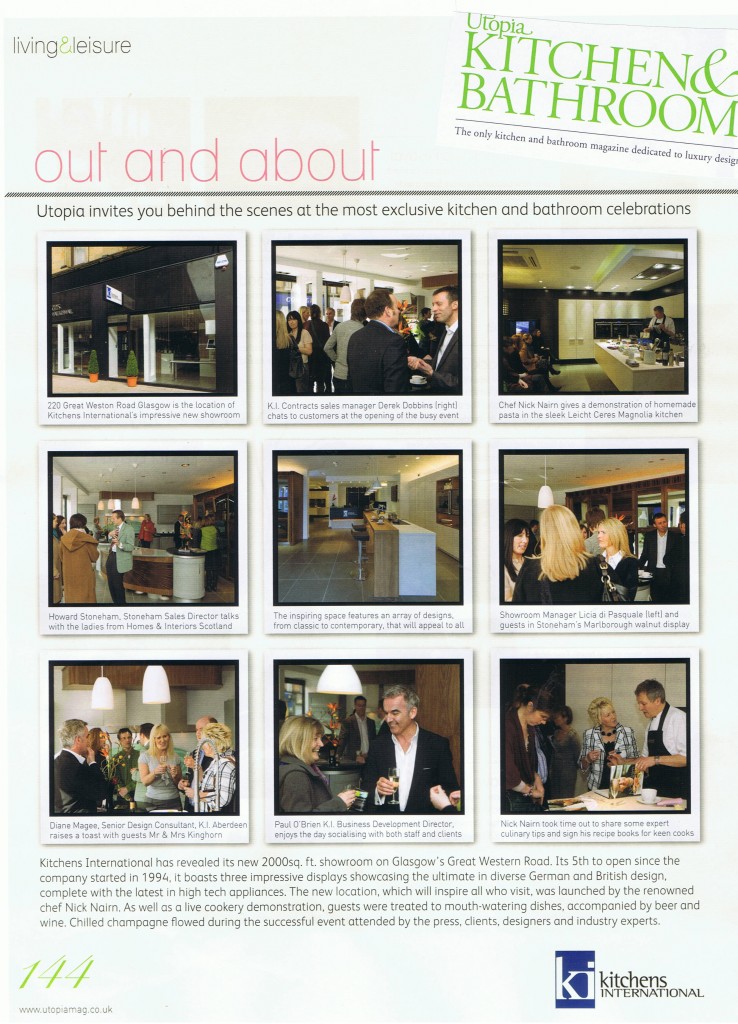 living&leisure
Utopia
KITCHEN&
BATHROOM
The only kitchen and bathroom magazine dedicated to luxury design
out and about
Utopia invites you behind the scenes at the most exclusive kitchen and bathroom celebrations
220 Great Weston Road Glasgow is the location of
Kitchens International's impressive new showroom
K.I. Contracts sales manager Derek Dobbins (right)
chats to customers at the opening of the busy event
Chef Nick Nairn gives a demonstration of homemade
pasta in the sleek Leicht Ceres Magnolia kitchen
Howard Stoneham, Stoneham Sales Director talks
with the ladies from Homes & Interiors Scotland
The inspiring space features an array of designs,
from classic to contemporary, that will appeal to all
Showroom Manager Licia di Pasquale (left) and
guests in Stoneham's Marlborough walnut display
Diane Magee, Senior Design Consultant, K.I. Aberdeen
raises a toast with guests Mr & Mrs Kinghorn
Paul O'Brien K.I. Business Development Director,
enjoys the day socialising with both staff and clients
Nick Nairn took time out to share some expert
culinary tips and sign his recipe books for keen cooks
Kitchens International has revealed its new 2000sq. ft. showroom on Glasgow's Great Western Road. Its 5th to open since the
company started in 1994, it boasts three impressive displays showcasing the ultimate in diverse German and British design,
complete with the latest in high tech appliances. The new location, which will inspire all who visit, was launched by the renowned
chef Nick Nairn. As well as a live cookery demonstration, guests were treated to mouth-watering dishes, accompanied by beer and
wine. Chilled champagne flowed during the successful event attended by the press, clients, designers and industry experts.
144
www.utopiamag.co.uk
ki kitchens
INTERNATIONAL